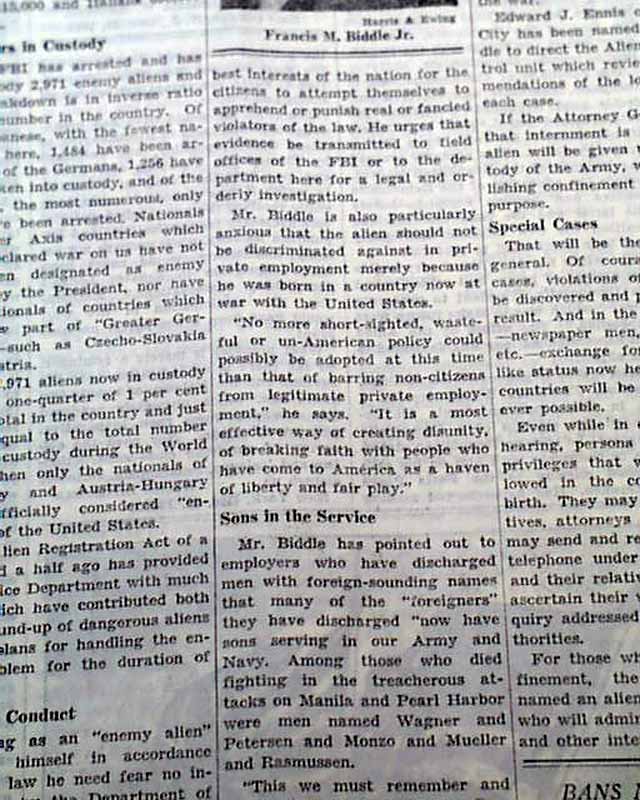 15,000 and Italians
rs in Custody
FBI has arrested and has
ody 2,971 enemy aliens and
akdown is in inverse ratio
number in the country. Of
anese, with the fewest na-
here, 1,484 have been ar-
of the Germans, 1,256 have
en into custody, and of the
, the most numerous, only
e been arrested. Nationals
er Axis countries which
clared war on us have not
en designated as enemy
y the President, nor have
ionals of countries which
e part of "Greater Ger-
—such as Czecho-Slovakia
stria.
,971 aliens now in custody
one-quarter of 1 per cent
otal in the country and just
qual to the total number
custody during the World
hen only the nationals of
y and Austria-Hungary
fficially considered "en-
of the United States.
lien Registration Act of a
d a half ago has provided
ice Department with much
ich have contributed both
und-up of dangerous aliens
plans for handling the en-
blem for the duration of
Conduct
ng as an "enemy alien"
himself in accordance
law he need fear no in-
the Department of
Harris & Ewing
Francis M. Biddle Jr.
best interests of the nation for the
citizens to attempt themselves to
apprehend or punish real or fancied
violators of the law. He urges that
evidence be transmitted to field
offices of the FBI or to the de-
partment here for a legal and or-
derly investigation.
Mr. Biddle is also particularly
anxious that the alien should not
be discriminated against in pri-
vate employment merely because
he was born in a country now at
war with the United States.
"No more short-sighted, waste-
ful or un-American policy could
possibly be adopted at this time
than that of barring non-citizens
from legitimate private employ-
ment," he says. "It is a most
effective way of creating disunity,
of breaking faith with people who
have come to America as a haven
of liberty and fair play."
Sons in the Service
Mr. Biddle has pointed out to
employers who have discharged
men with foreign-sounding names
that many of the "foreigners"
they have discharged "now have
sons serving in our Army and
Navy. Among those who died
fighting in the treacherous at-
tacks on Manila and Pearl Harbor
were men named Wagner and
Petersen and Monzo and Mueller
and Rasmussen.
"This we must remember and
the war.
Edward J. Ennis
City has been named
dle to direct the Alien
trol unit which revie
mendations of the lo
each case.
If the Attorney G
that internment is
alien will be given
tody of the Army, w
lishing confinement
purpose.
Special Cases
That will be the
general. Of cours
cases, violations of
be discovered and
result. And in the
—newspaper men,
etc.—exchange for
like status now he
countries will be
ever possible.
Even while in
hearing, persons
privileges that w
lowed in the co
birth. They may
tives, attorneys
may send and re
telephone under
and their relativ
ascertain their
quiry addressed
thorities.
For those wh
finement, the
named an alien
who will admin
and other inte
BANS